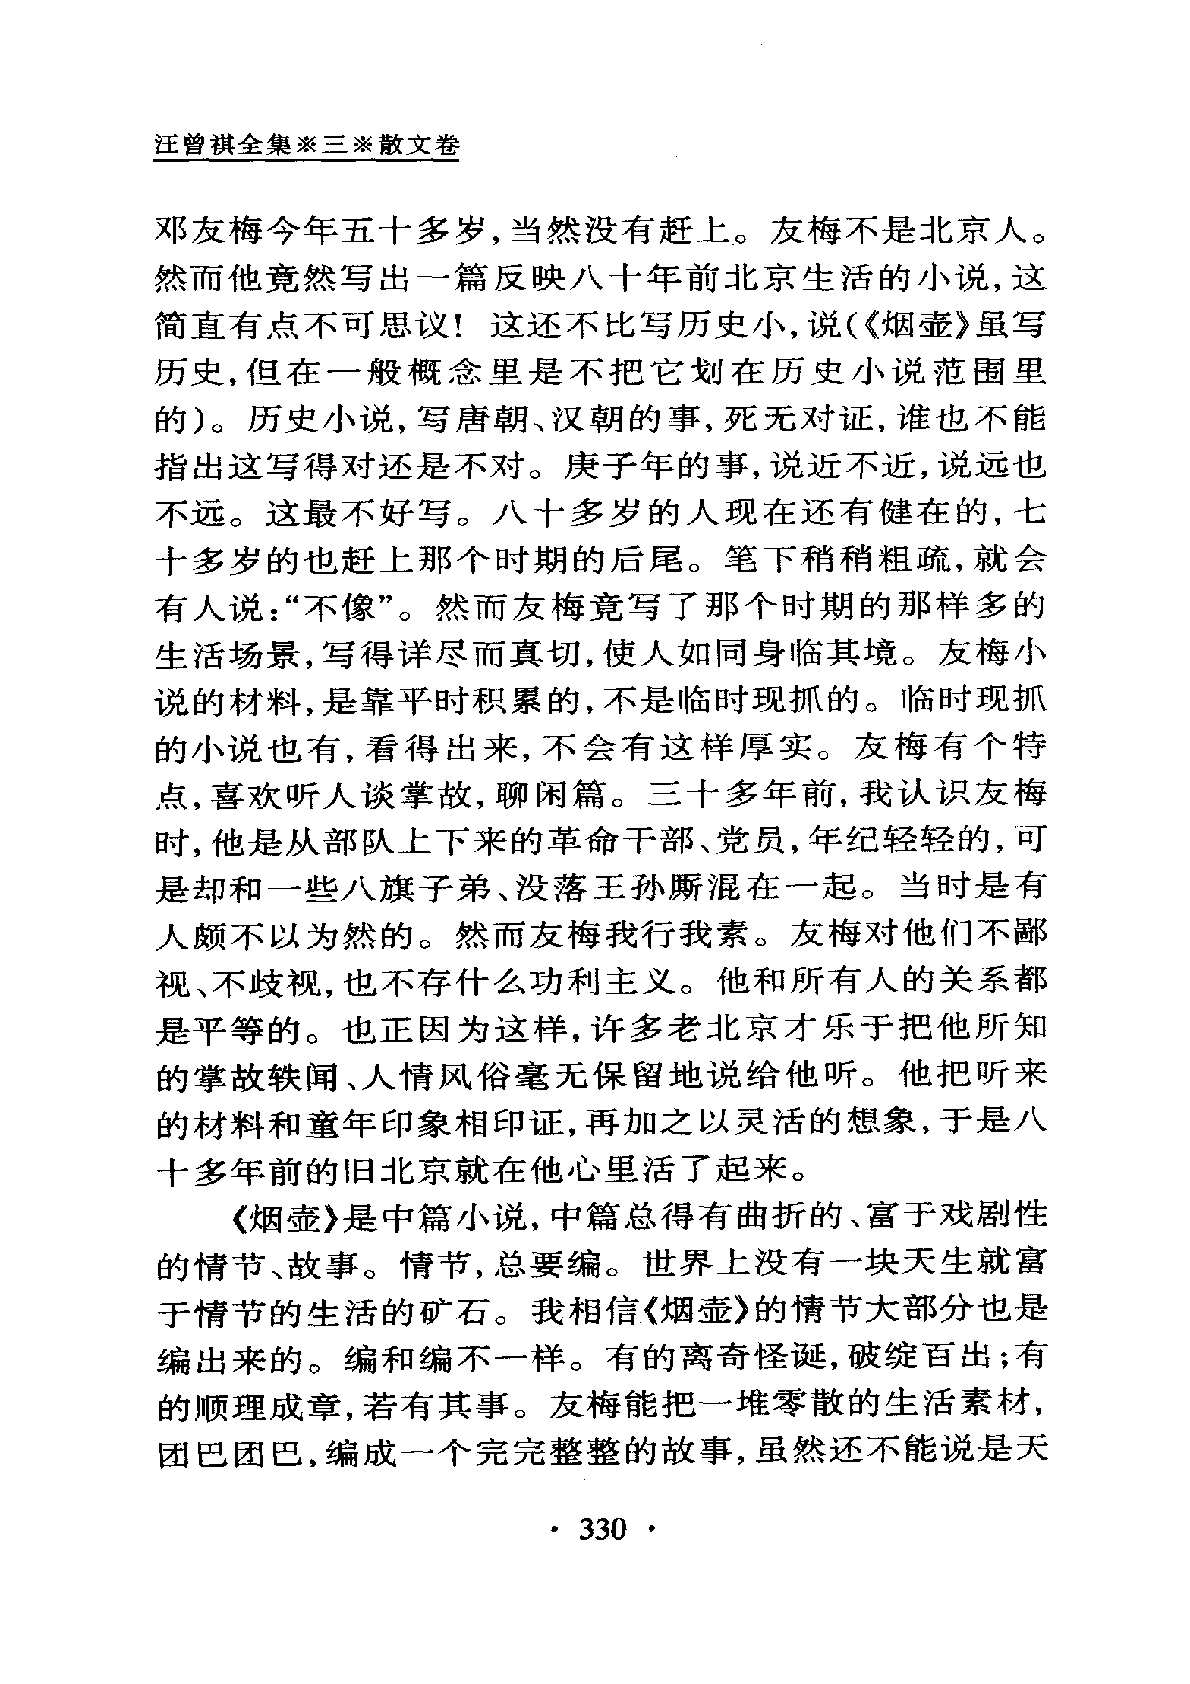 汪曾祺全集※三※散文卷
邓友梅今年五十多岁,当然没有赶上。友梅不是北京人。
然而他竟然写出一篇反映八十年前北京生活的小说,这
简直有点不可思议！这还不比写历史小,说(《烟壶》虽写
历史,但在一般概念里是不把它划在历史小说范围里
的)。历史小说,写唐朝、汉朝的事,死无对证,谁也不能
指出这写得对还是不对。庚子年的事,说近不近,说远也
不远。这最不好写。八十多岁的人现在还有健在的,七
十多岁的也赶上那个时期的后尾。笔下稍稍粗疏,就会
有人说:“不像”。然而友梅竟写了那个时期的那样多的
生活场景,写得详尽而真切,使人如同身临其境。友梅小
说的材料,是靠平时积累的,不是临时现抓的。临时现抓
的小说也有,看得出来,不会有这样厚实。友梅有个特
点,喜欢听人谈掌故,聊闲篇。三十多年前,我认识友梅
时,他是从部队上下来的革命干部、党员,年纪轻轻的,可
是却和一些八旗子弟、没落王孙厮混在一起。当时是有
人颇不以为然的。然而友梅我行我素。友梅对他们不鄙
视、不歧视,也不存什么功利主义。他和所有人的关系都
是平等的。也正因为这样,许多老北京才乐于把他所知
的掌故轶闻、人情风俗毫无保留地说给他听。他把听来
的材料和童年印象相印证,再加之以灵活的想象,于是八
十多年前的旧北京就在他心里活了起来。
《烟壶》是中篇小说,中篇总得有曲折的、富于戏剧性
的情节、故事。情节,总要编。世界上没有一块天生就富
于情节的生活的矿石。我相信《烟壶》的情节大部分也是
编出来的。编和编不一样。有的离奇怪诞,破绽百出;有
的顺理成章,若有其事。友梅能把一堆零散的生活素材,
团巴团巴,编成一个完完整整的故事,虽然还不能说是天
· 330 ·